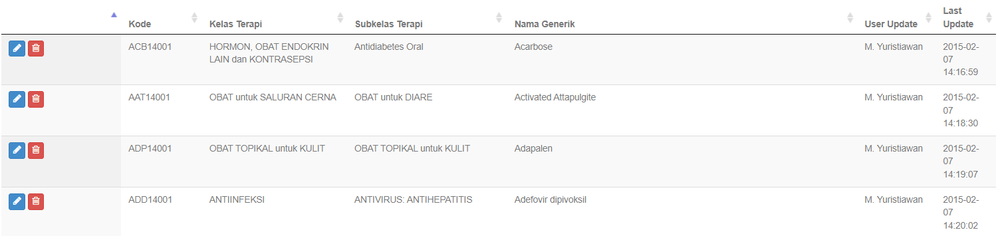 Kode Kelas Terapi Subkelas Terapi Nama Generik User Update Last
Update
ACB14001 HORMON, OBAT ENDOKRIN Antidiabetes Oral Acarbose M. Yuristiawan 2015-02-
LAIN dan KONTRASEPSI 07
14:16:59
AAT14001 OBAT untuk SALURAN CERNA OBAT untuk DIARE Activated Attapulgite M. Yuristiawan 2015-02-
07
14:18:30
ADP14001 OBAT TOPIKAL untuk KULIT OBAT TOPIKAL untuk KULIT Adapalen M. Yuristiawan 2015-02-
07
14:19:07
ADD14001 ANTIINFEKSI ANTIVIRUS: ANTIHEPATITIS Adefovir dipivoksil M. Yuristiawan 2015-02-
07
14:20:02